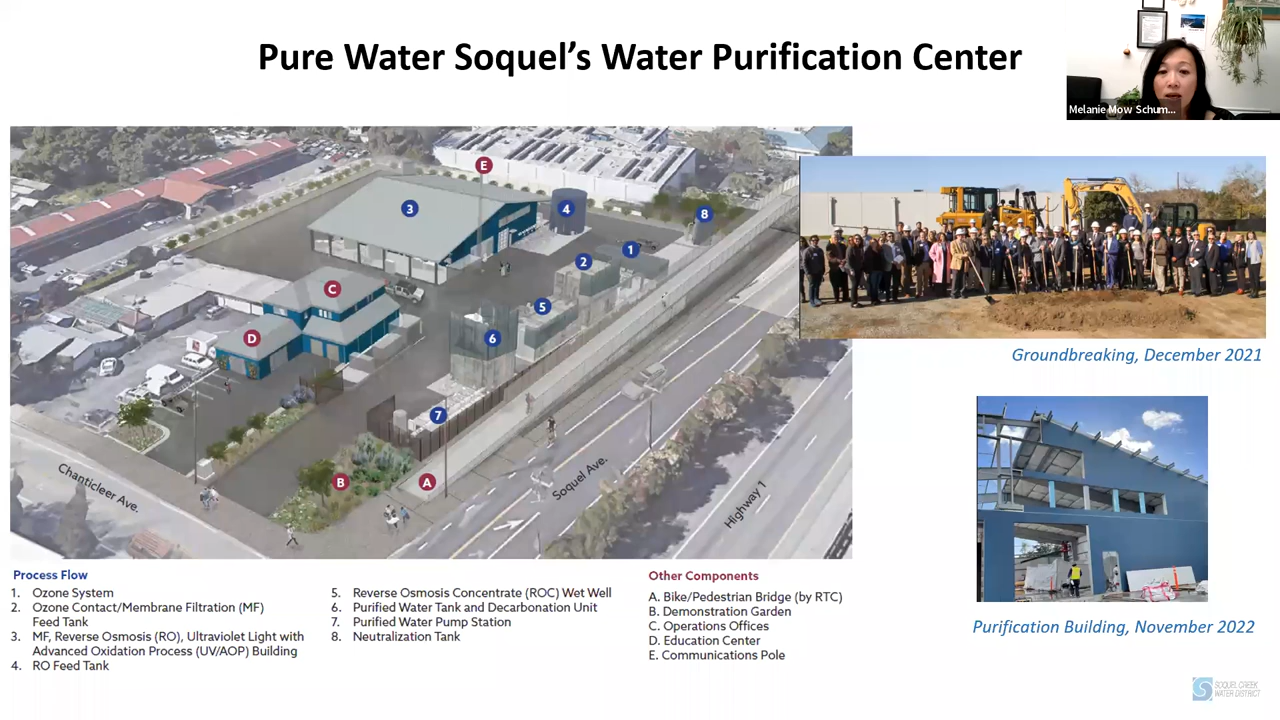 Pure Water Soquel's Water Purification Center
Melanie Mow Schum...
E
3
4
8
1
2
C
5
D
6
7
B
A
Chanticleer Ave.
Soquel Ave.
Highway 1
Groundbreaking, December 2021
Purification Building, November 2022
Process Flow
1. Ozone System
2. Ozone Contact/Membrane Filtration (MF)
Feed Tank
3. MF, Reverse Osmosis (RO), Ultraviolet Light with
Advanced Oxidation Process (UV/AOP) Building
4. RO Feed Tank
5. Reverse Osmosis Concentrate (ROC) Wet Well
6. Purified Water Tank and Decarbonation Unit
7. Purified Water Pump Station
8. Neutralization Tank
Other Components
A. Bike/Pedestrian Bridge (by RTC)
B. Demonstration Garden
C. Operations Offices
D. Education Center
E. Communications Pole
SOQUEL CREEK
WATER DISTRICT